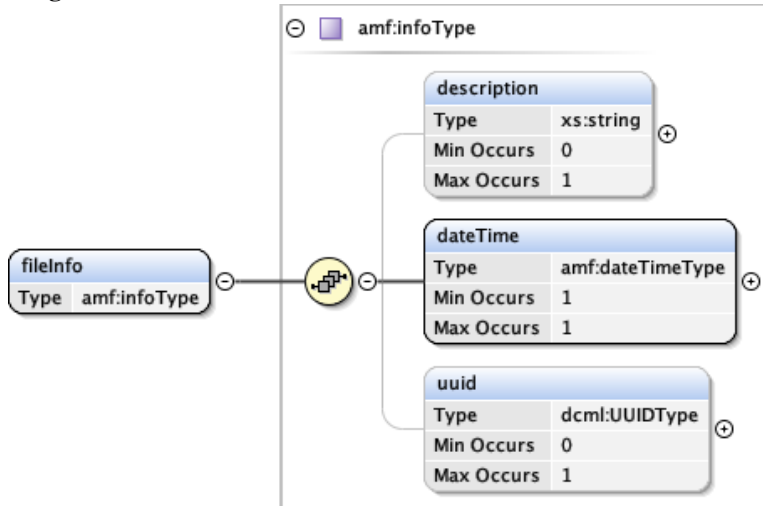 amf:infoType
description
Type xs:string
Min Occurs 0
Max Occurs 1
dateTime
Type amf:dateTimeType
Min Occurs 1
Max Occurs 1
fileInfo
Type amf:infoType
uuid
Type dcml:UUIDType
Min Occurs 0
Max Occurs 1